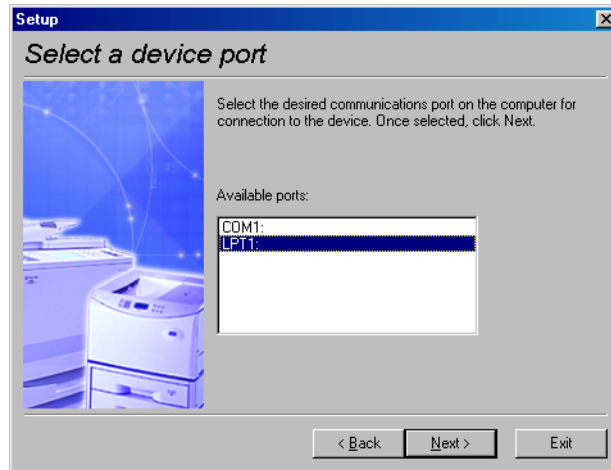 Setup
Select a device port
Select the desired communications port on the computer for
connection to the device. Once selected, click Next.
Available ports:
COM1:
LPT1:
< Back
Next >
Exit